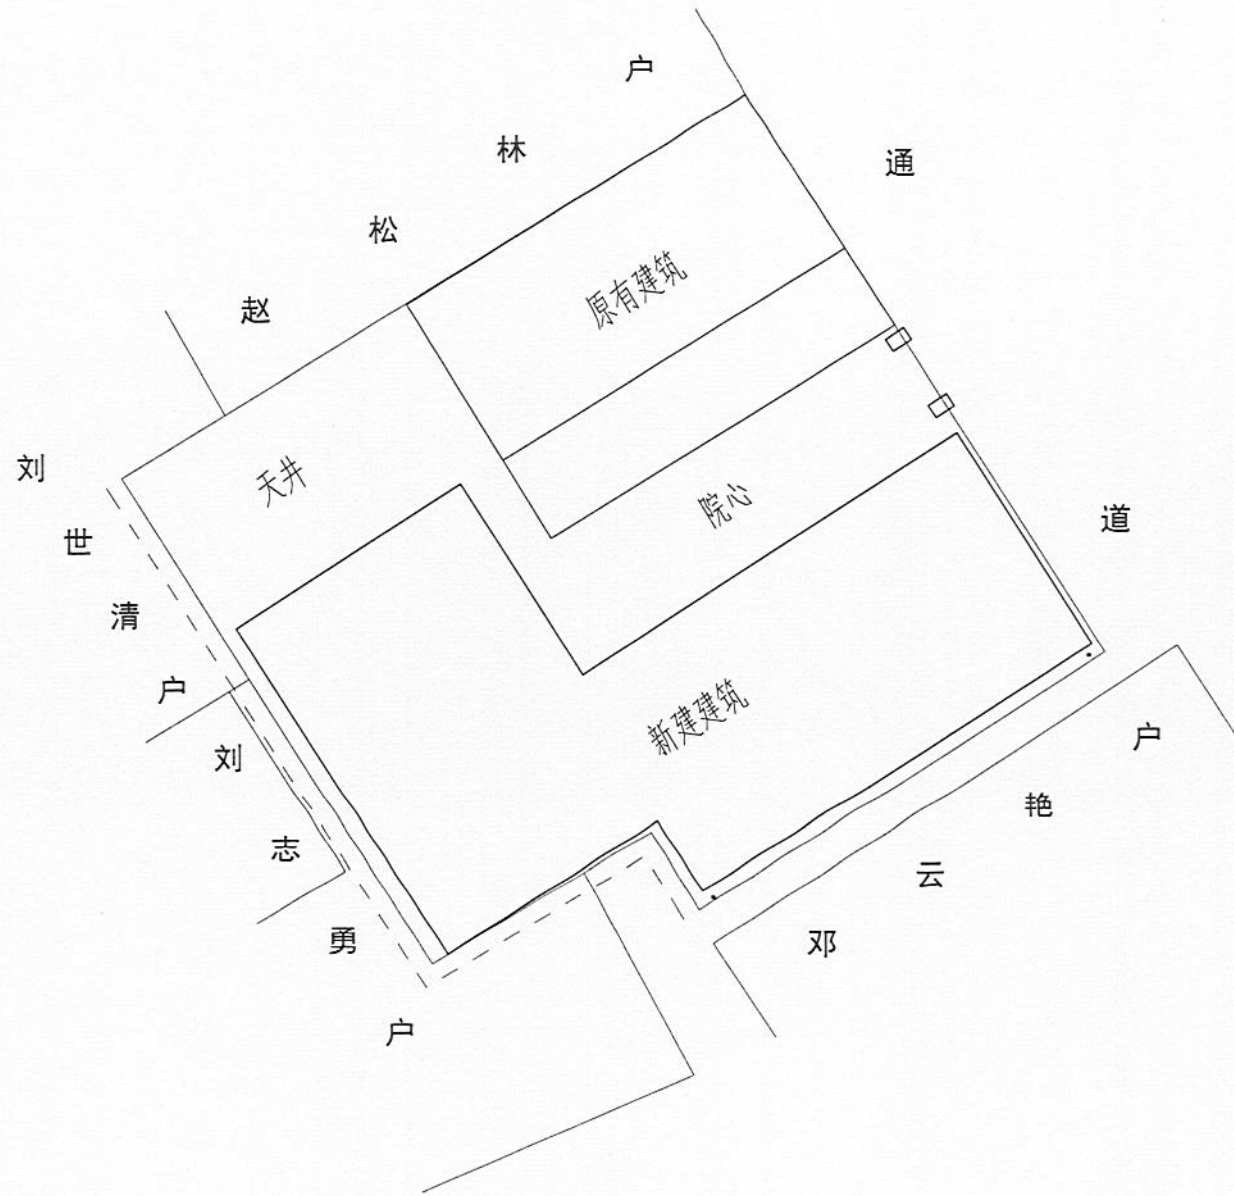 赵松林户
通道
原有建筑
天井
院心
刘世清户
新建建筑
刘志勇户
邓云艳户